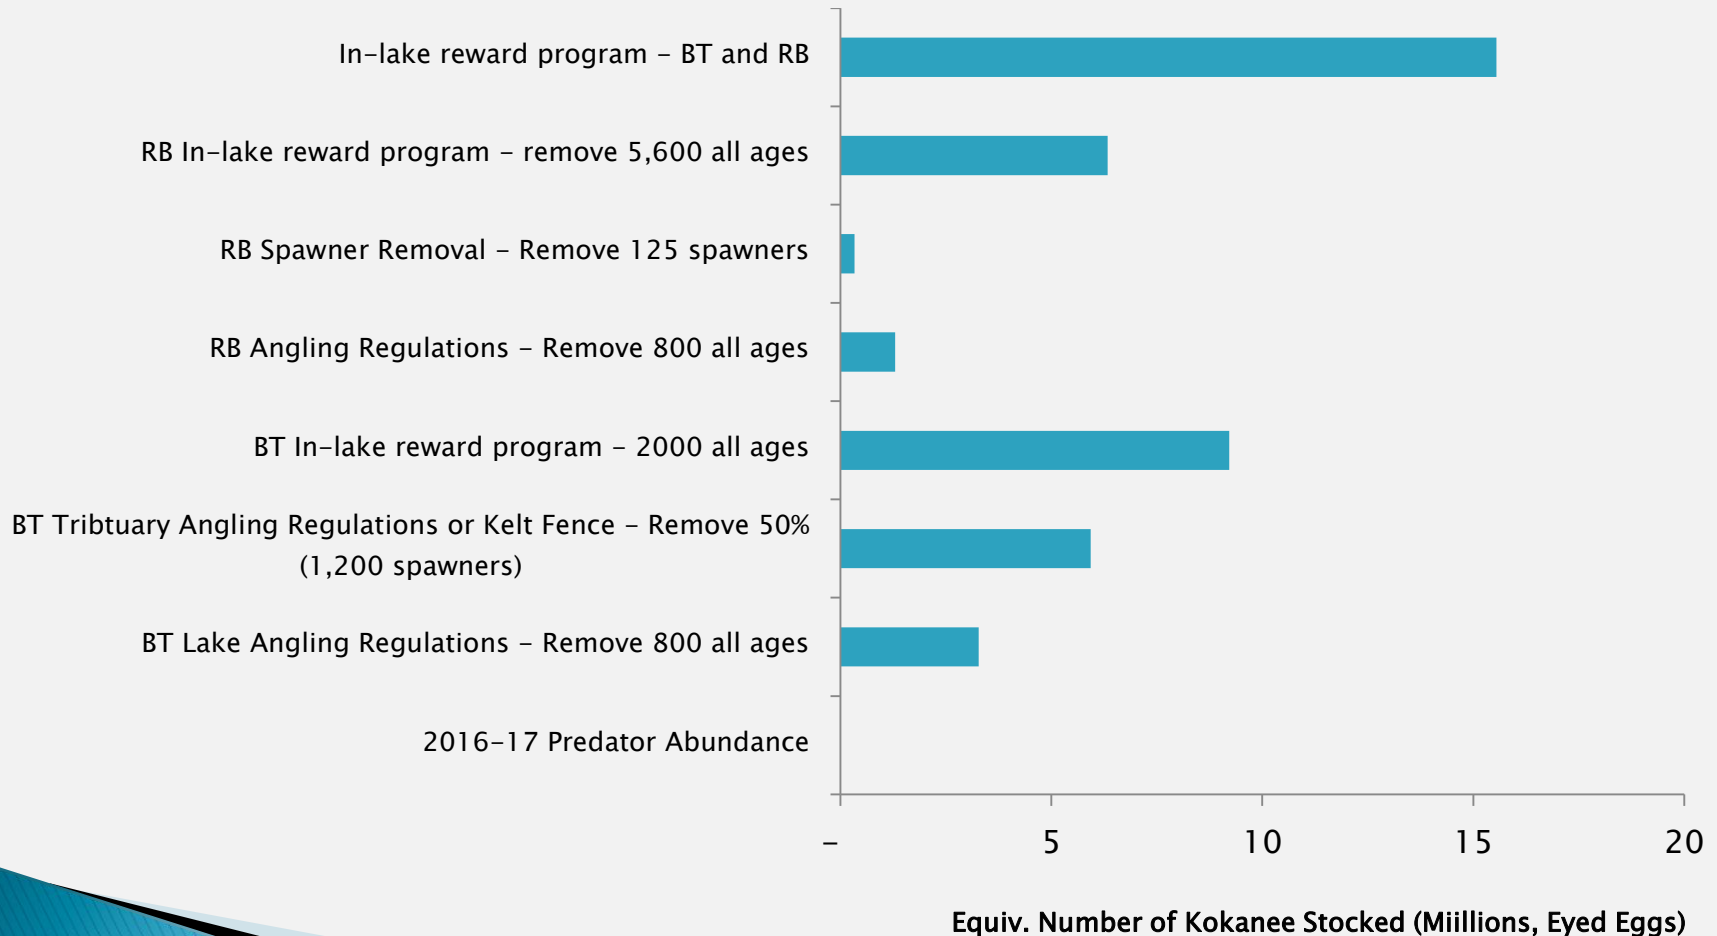 In-lake reward program - BT and RB
RB In-lake reward program - remove 5,600 all ages
RB Spawner Removal - Remove 125 spawners
RB Angling Regulations - Remove 800 all ages
BT In-lake reward program - 2000 all ages
BT Tribtuary Angling Regulations or Kelt Fence - Remove 50%
(1,200 spawners)
BT Lake Angling Regulations - Remove 800 all ages
2016-17 Predator Abundance
- 5 10 15 20
Equiv. Number of Kokanee Stocked (Miillions, Eyed Eggs)